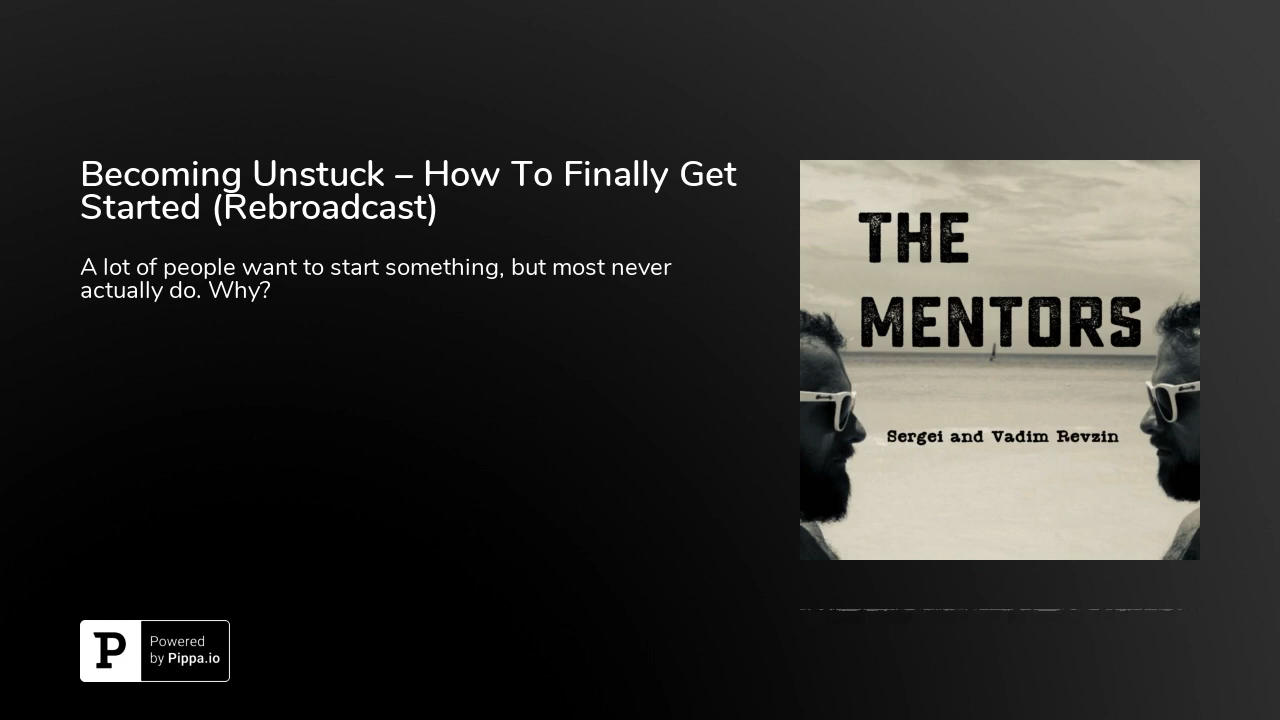 Becoming Unstuck – How To Finally Get
Started (Rebroadcast)
A lot of people want to start something, but most never
actually do. Why?
THE
MENTORS
Sergei and Vadim Revzin
P
Powered
by Pippa.io